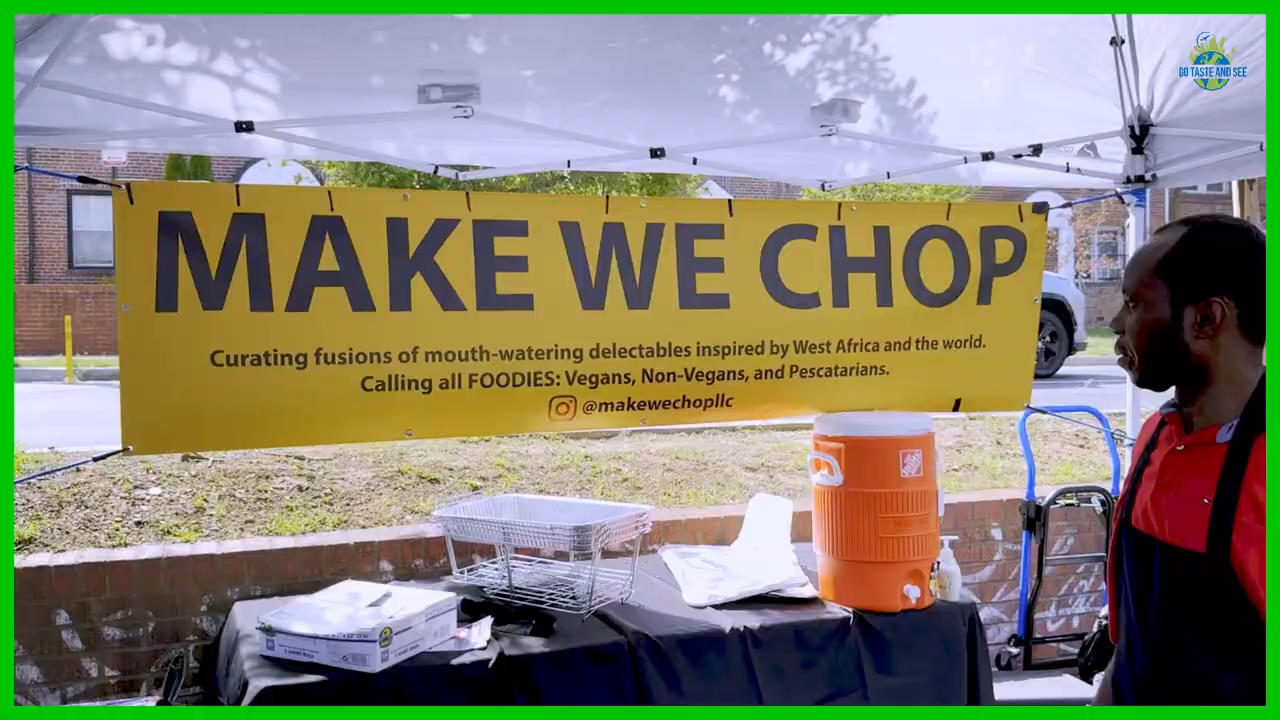 GO TASTE AND SEE
MAKE WE CHOP
Curating fusions of mouth-watering delectables inspired by West Africa and the world.
Calling all FOODIES: Vegans, Non-Vegans, and Pescatarians.
@makewechopllc